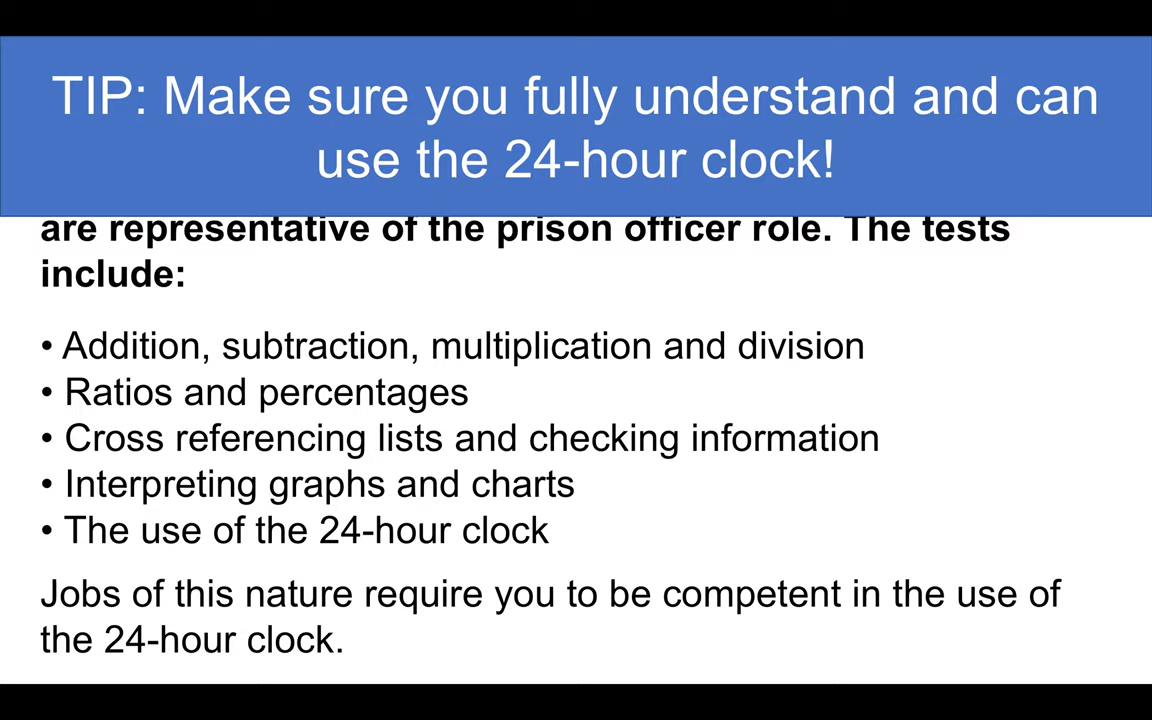 TIP: Make sure you fully understand and can
use the 24-hour clock!
are representative of the prison officer role. The tests
include:
• Addition, subtraction, multiplication and division
• Ratios and percentages
• Cross referencing lists and checking information
• Interpreting graphs and charts
• The use of the 24-hour clock
Jobs of this nature require you to be competent in the use of
the 24-hour clock.